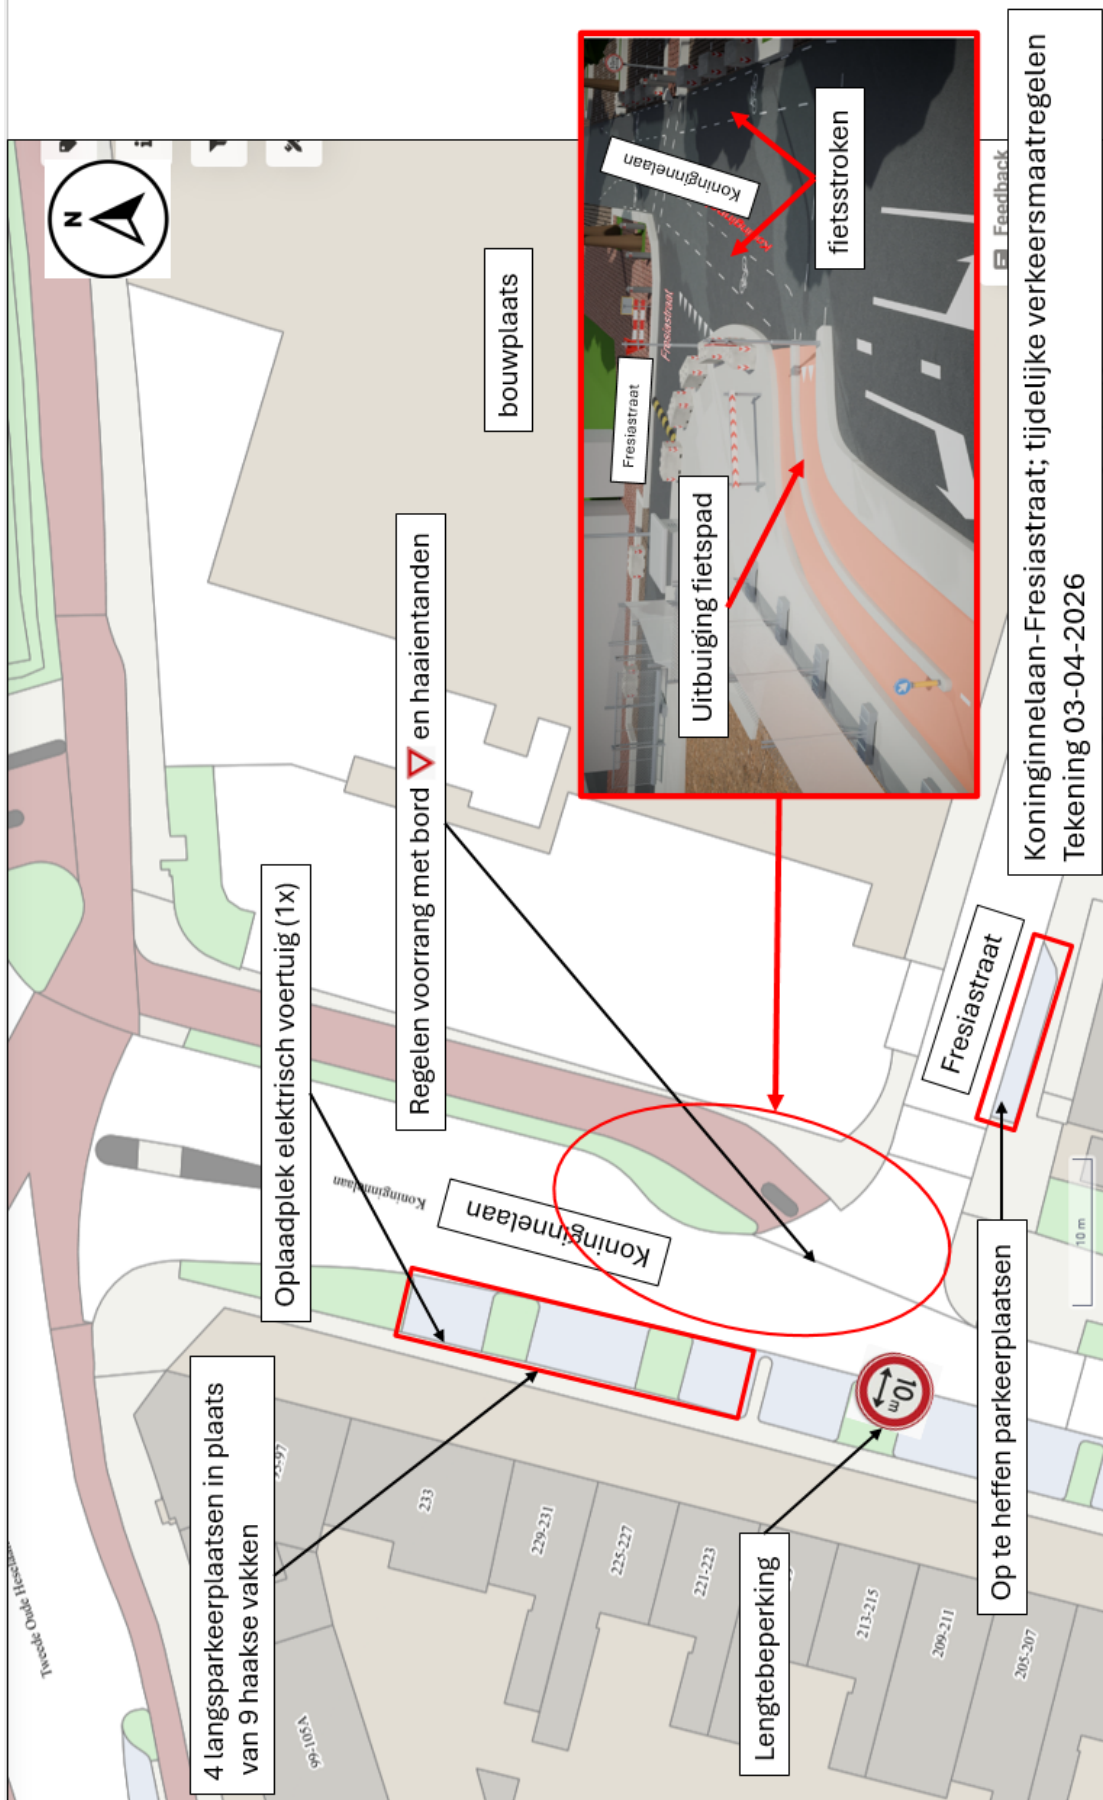 N
bouwplaats
Koninginnelaan
Fresiastraat
Koninginnelaan
Fresiastraat
fietsstroken
Uitbuiging fietspad
Feedback
Regelen voorrang met bord en haaientanden
Oplaadplek elektrisch voertuig (1x)
4 langsparkeerplaatsen in plaats
van 9 haakse vakken
Koninginnelaan
Koninginnelaan
Fresiastraat
10m
Lengtebeperking
Op te heffen parkeerplaatsen
10 m
Tweede Oude
99-105A
233
229-231
225-227
221-223
213-215
209-211
205-207
Koninginnelaan-Fresiastraat; tijdelijke verkeersmaatregelen
Tekening 03-04-2026